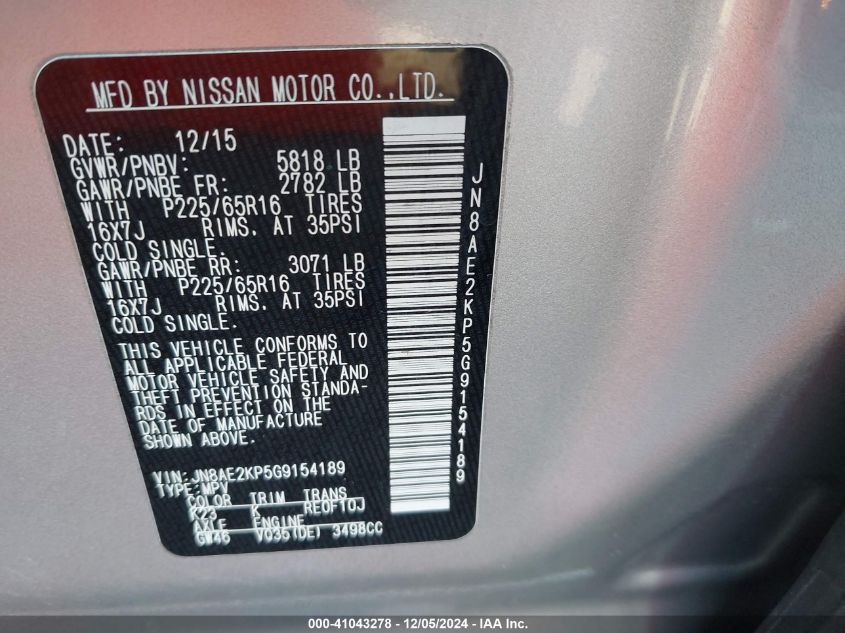 MFD BY NISSAN MOTOR CO.,LTD.
DATE: 12/15
GVWR/PNBV: 5818 LB
GAWR/PNBE FR: 2782 LB
WITH P225/65R16 TIRES
16X7J RIMS. AT 35PSI
COLD SINGLE.
GAWR/PNBE RR: 3071 LB
WITH P225/65R16 TIRES
16X7J RIMS. AT 35PSI
COLD SINGLE.
THIS VEHICLE CONFORMS TO
ALL APPLICABLE FEDERAL
MOTOR VEHICLE SAFETY AND
THEFT PREVENTION STANDA-
RDS IN EFFECT ON THE
DATE OF MANUFACTURE
SHOWN ABOVE.
VIN:JN8AE2KP5G9154189
TYPE:MPV
COLOR TRIM TRANS
K23 K RE0F10J
AXLE ENGINE
GW46 VQ35(DE) 3498CC
JN8AE2KP5G9154189
000-41043278 - 12/05/2024 - IAA Inc.